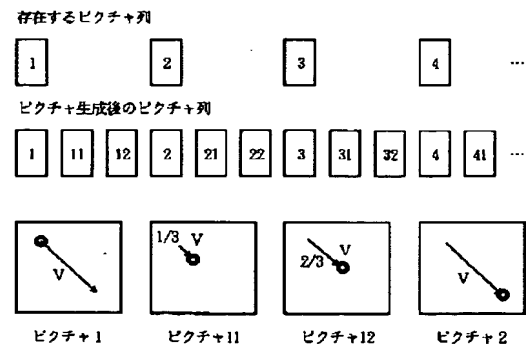 存在するピクチャ列
1 2 3 4 …
ピクチャ生成後のピクチャ列
1 11 12 2 21 22 3 31 32 4 41 …
V
1/3 V
2/3 V
V
ピクチャ1 ピクチャ11 ピクチャ12 ピクチャ2